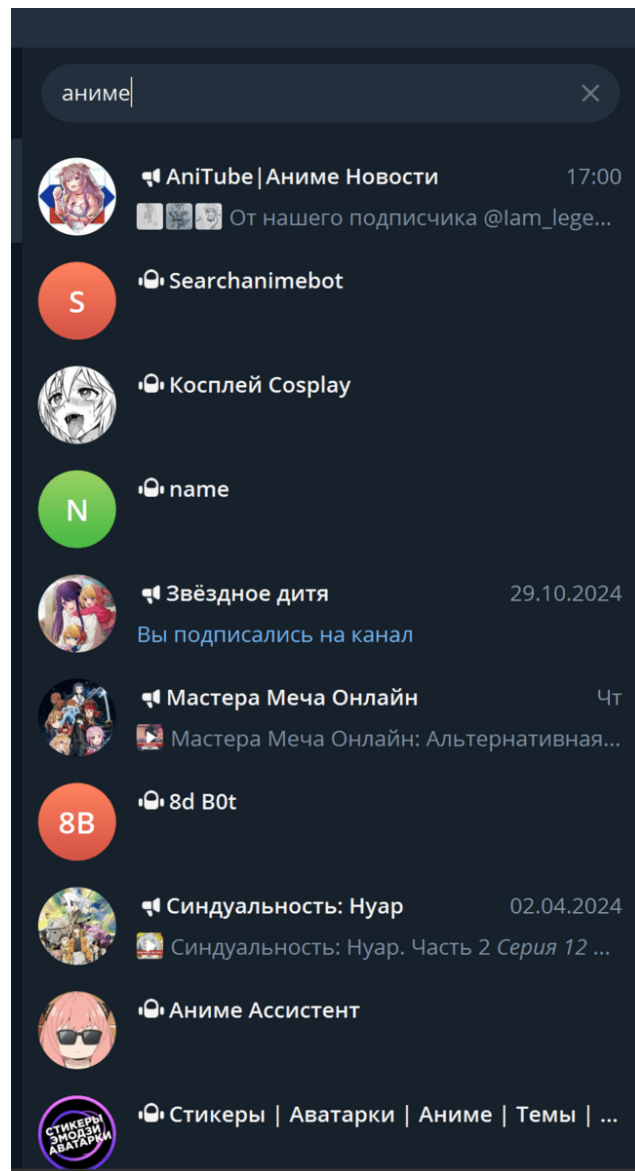 аниме
AniTube|Аниме Новости 17:00
От нашего подписчика @Iam_lege...
S Searchanimebot
Косплей Cosplay
N name
Звёздное дитя 29.10.2024
Вы подписались на канал
Мастера Меча Онлайн Чт
Мастера Меча Онлайн: Альтернативная...
8B 8d B0t
Синдуальность: Нуар 02.04.2024
Синдуальность: Нуар. Часть 2 Серия 12 ...
Аниме Ассистент
Стикеры | Аватарки | Аниме | Темы | ...
СТИКЕРЫ
ЭМОДЗИ
АВАТАРКИ